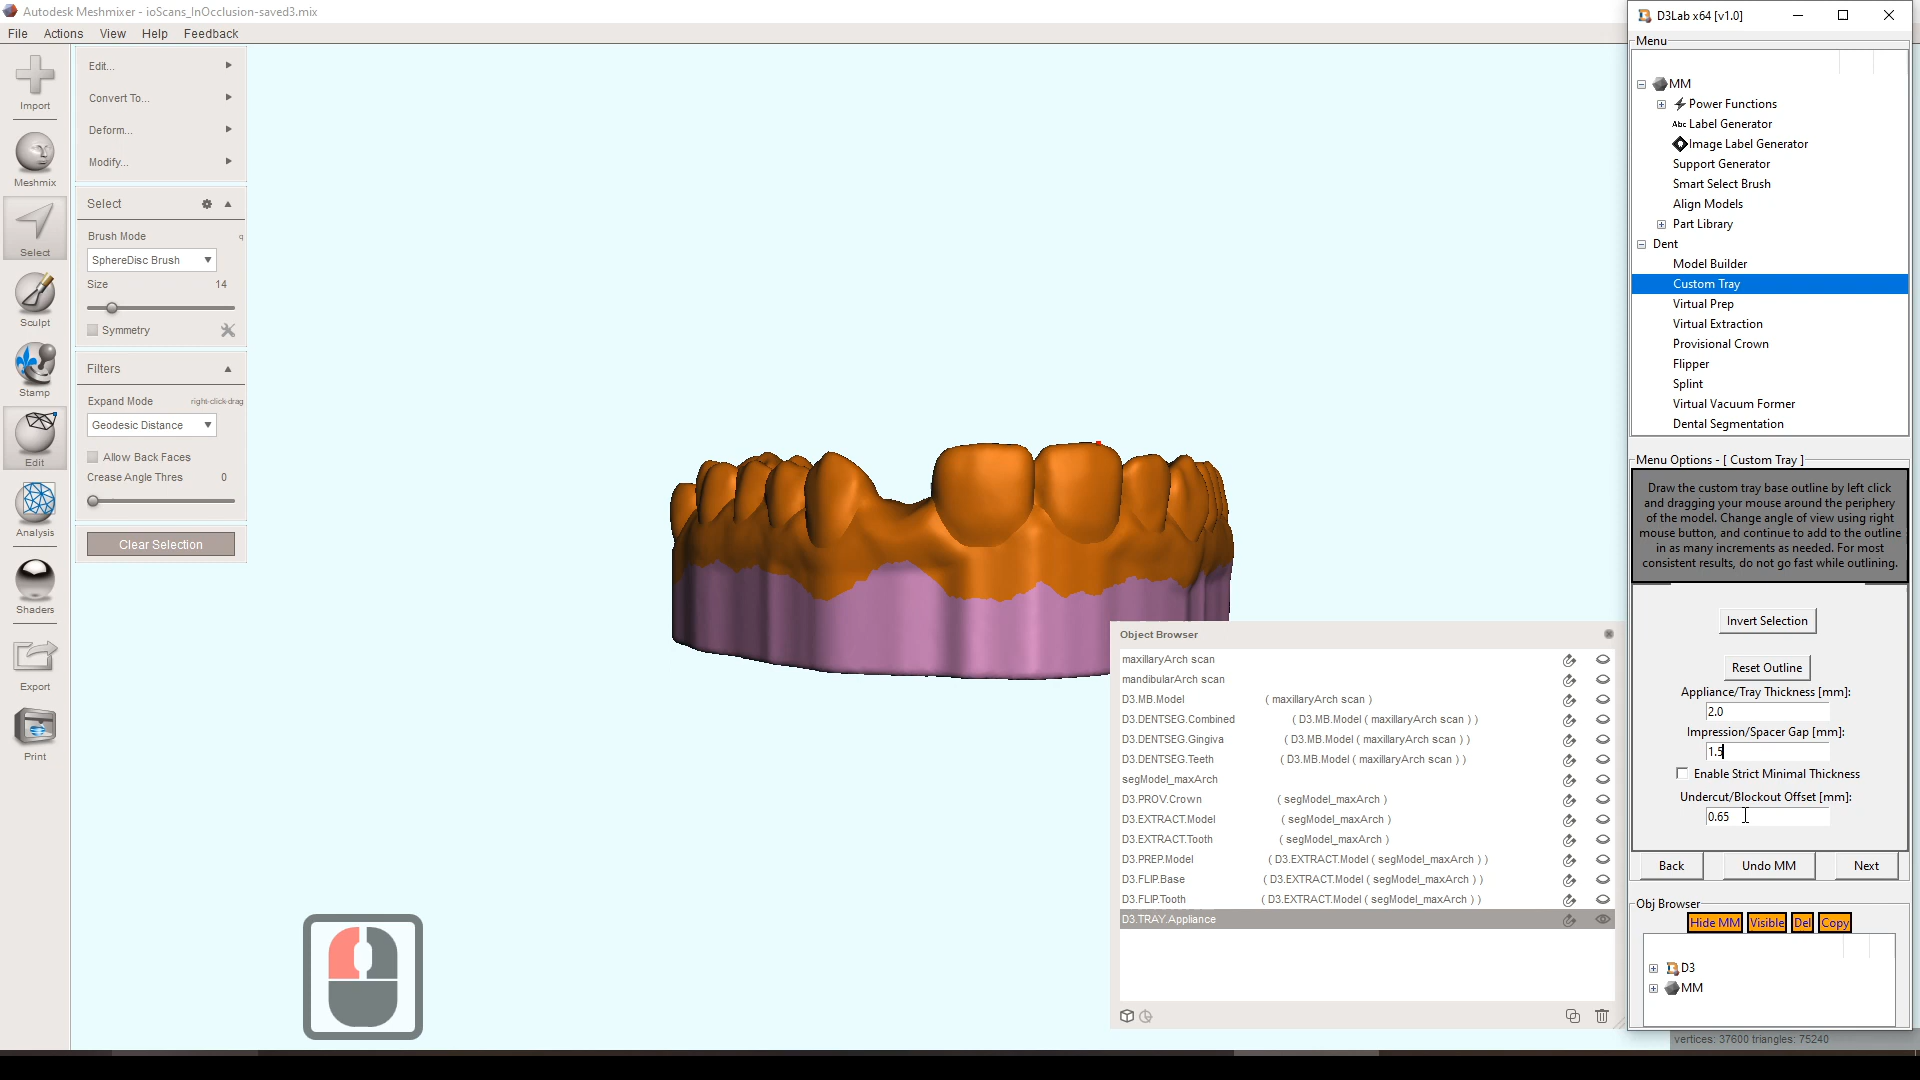 Autodesk Meshmixer - ioScans_InOcclusion-saved3.mix
File Actions View Help Feedback
Import
Meshmix
Select
Sculpt
Stamp
Edit
Analysis
Shaders
Export
Print
Edit...
Convert To...
Deform...
Modify...
Select
Brush Mode q
SphereDisc Brush
Size 14
Symmetry
Filters
Expand Mode right-click-drag
Geodesic Distance
Allow Back Faces
Crease Angle Thres 0
Clear Selection
Object Browser
maxillaryArch scan
mandibularArch scan
D3.MB.Model ( maxillaryArch scan )
D3.DENTSEG.Combined ( D3.MB.Model ( maxillaryArch scan ) )
D3.DENTSEG.Gingiva ( D3.MB.Model ( maxillaryArch scan ) )
D3.DENTSEG.Teeth ( D3.MB.Model ( maxillaryArch scan ) )
segModel_maxArch
D3.PROV.Crown ( segModel_maxArch )
D3.EXTRACT.Model ( segModel_maxArch )
D3.EXTRACT.Tooth ( segModel_maxArch )
D3.PREP.Model ( D3.EXTRACT.Model ( segModel_maxArch ) )
D3.FLIP.Base ( D3.EXTRACT.Model ( segModel_maxArch ) )
D3.FLIP.Tooth ( D3.EXTRACT.Model ( segModel_maxArch ) )
D3.TRAY.Appliance
D3Lab x64 [v1.0]
Menu
MM
Power Functions
Abc Label Generator
Image Label Generator
Support Generator
Smart Select Brush
Align Models
Part Library
Dent
Model Builder
Custom Tray
Virtual Prep
Virtual Extraction
Provisional Crown
Flipper
Splint
Virtual Vacuum Former
Dental Segmentation
Menu Options - [ Custom Tray ]
Draw the custom tray base outline by left click
and dragging your mouse around the periphery
of the model. Change angle of view using right
mouse button, and continue to add to the outline
in as many increments as needed. For most
consistent results, do not go fast while outlining.
Invert Selection
Reset Outline
Appliance/Tray Thickness [mm]:
2.0
Impression/Spacer Gap [mm]:
1.5
Enable Strict Minimal Thickness
Undercut/Blockout Offset [mm]:
0.65
Back Undo MM Next
Obj Browser
Hide MM Visible Del Copy
D3
MM
vertices: 37600 triangles: 75240